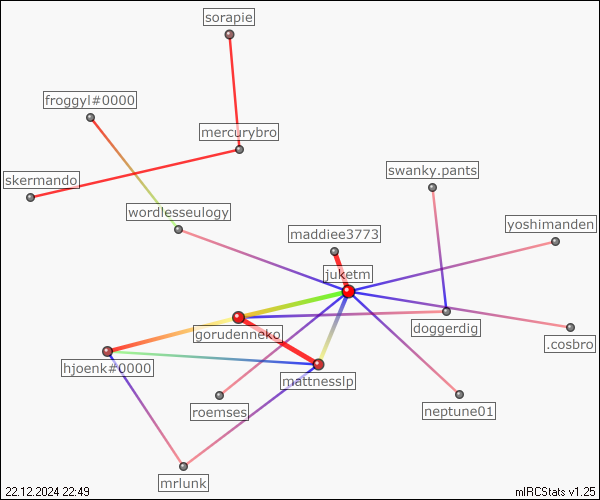 sorapie
froggyl#0000
mercurybro
swanky.pants
skermando
wordlesseulogy
yoshimanden
maddiee3773
juketm
doggerdig
gorudenneko
.cosbro
hjoenk#0000
mattnesslp
roemses
neptune01
mrlunk
22.12.2024 22:49
mIRCStats v1.25